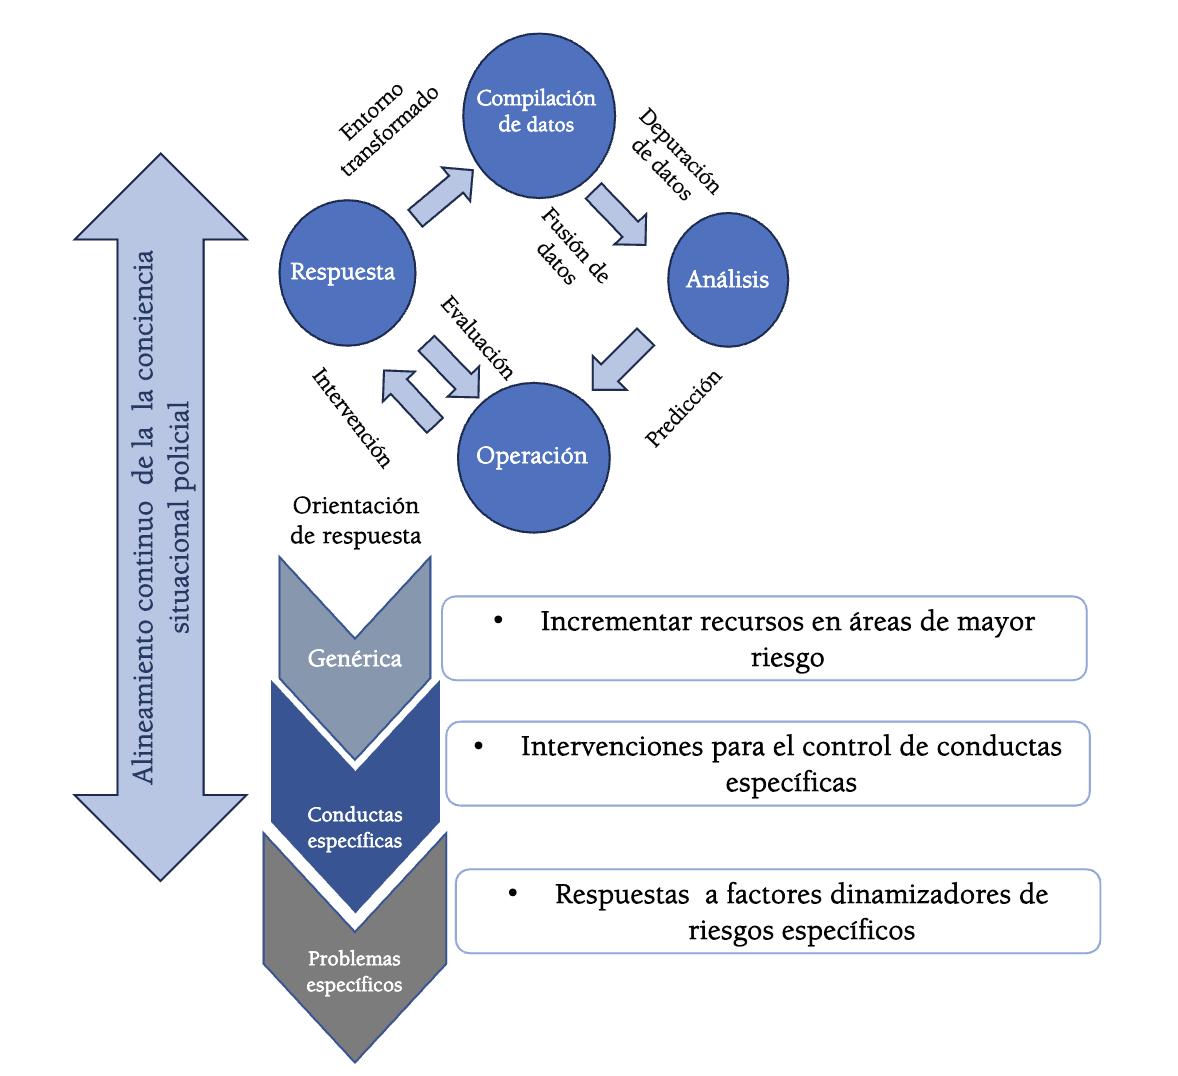 Compilación
de datos
Entorno
transformado
Depuración
de datos
Fusión de
datos
Respuesta
Análisis
Evaluación
Intervención
Predicción
Operación
Alineamiento continuo de la la conciencia
situacional policial
Orientación
de respuesta
Genérica
• Incrementar recursos en áreas de mayor
riesgo
Conductas
específicas
• Intervenciones para el control de conductas
específicas
Problemas
específicos
• Respuestas a factores dinamizadores de
riesgos específicos